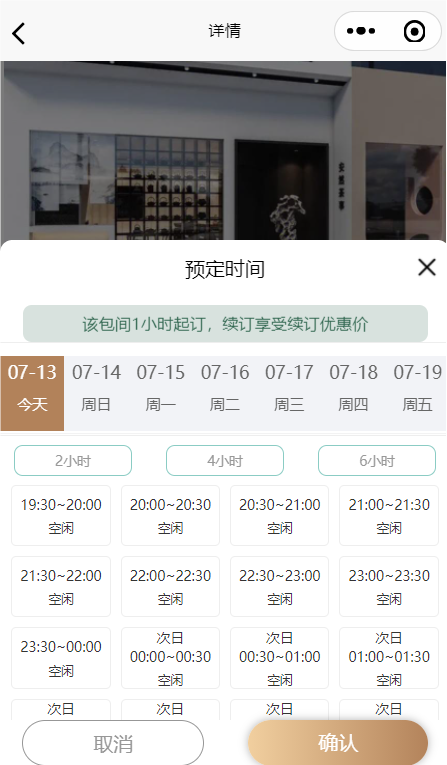 详情
预定时间
该包间1小时起订，续订享受续订优惠价
07-13 07-14 07-15 07-16 07-17 07-18 07-19
今天 周日 周一 周二 周三 周四 周五
2小时 4小时 6小时
19:30~20:00 20:00~20:30 20:30~21:00 21:00~21:30
空闲 空闲 空闲 空闲
21:30~22:00 22:00~22:30 22:30~23:00 23:00~23:30
空闲 空闲 空闲 空闲
次日 次日 次日
23:30~00:00 00:00~00:30 00:30~01:00 01:00~01:30
空闲 空闲 空闲 空闲
次日 次日 次日 次日
取消 确认